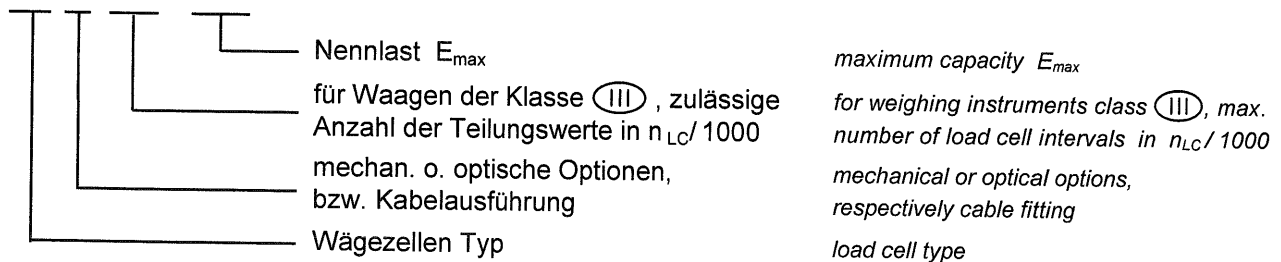 Nennlast E_max
maximum capacity E_max
für Waagen der Klasse (III) , zulässige
Anzahl der Teilungswerte in n_LC/ 1000
for weighing instruments class (III), max.
number of load cell intervals in n_LC/ 1000
mechan. o. optische Optionen,
bzw. Kabelausführung
mechanical or optical options,
respectively cable fitting
Wägezellen Typ
load cell type